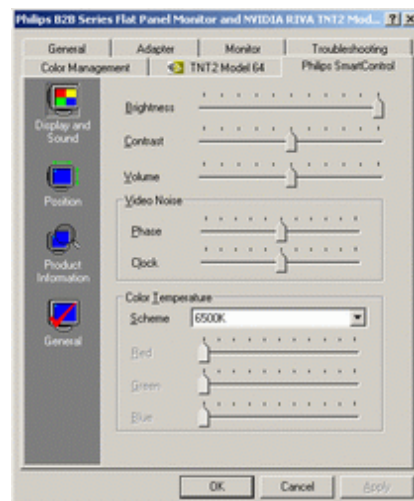 Philips B2B Series Flat Panel Monitor and NVIDIA RIVA TNT2 Mod...
General
Adapter
Monitor
Troubleshooting
Color Management
TNT2 Model 64
Philips SmartControl
Display and
Sound
Position
Product
Information
General
Brightness
Contrast
Volume
Video Noise
Phase
Clock
Color Temperature
Scheme
6500K
Red
Green
Blue
OK
Cancel
Apply